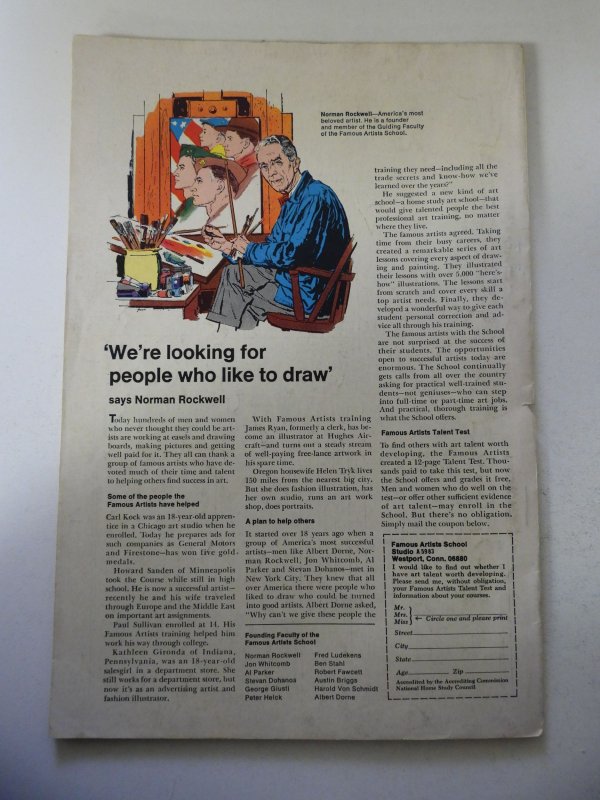 Norman Rockwell—America's most
beloved artist. He is a founder
and member of the Guiding Faculty
of the Famous Artists School.
'We're looking for
people who like to draw'
says Norman Rockwell
Today hundreds of men and women
who never thought they could be art-
ists are working at easels and drawing
boards, making pictures and getting
well paid for it. They all can thank a
group of famous artists who have de-
voted much of their time and talent
to helping others find success in art.
Some of the people the
Famous Artists have helped
Carl Kock was an 18-year-old appren-
tice in a Chicago art studio when he
enrolled. Today he prepares ads for
such companies as General Motors
and Firestone—has won five gold-
medals.
Howard Sanden of Minneapolis
took the Course while still in high
school. He is now a successful artist—
recently he and his wife traveled
through Europe and the Middle East
on important art assignments.
Paul Sullivan enrolled at 14. His
Famous Artists training helped him
work his way through college.
Kathleen Gironda of Indiana,
Pennsylvania, was an 18-year-old
salesgirl in a department store. She
still works for a department store, but
now it's as an advertising artist and
fashion illustrator.
With Famous Artists training
James Ryan, formerly a clerk, has be-
come an illustrator at Hughes Air-
craft—and turns out a steady stream
of well-paying free-lance artwork in
his spare time.
Oregon housewife Helen Tryk lives
150 miles from the nearest big city.
But she does fashion illustration, has
her own studio, runs an art work
shop, does portraits.
A plan to help others
It started over 18 years ago when a
group of America's most successful
artists—men like Albert Dorne, Nor-
man Rockwell, Jon Whitcomb, Al
Parker and Stevan Dohanos—met in
New York City. They knew that all
over America there were people who
liked to draw who could be turned
into good artists. Albert Dorne asked,
"Why can't we give these people the
Founding Faculty of the
Famous Artists School
Norman Rockwell
Jon Whitcomb
Al Parker
Stevan Dohanos
George Giusti
Peter Helck
Fred Ludekens
Ben Stahl
Robert Fawcett
Austin Briggs
Harold Von Schmidt
Albert Dorne
training they need—including all the
trade secrets and know-how we've
learned over the years?"
He suggested a new kind of art
school—a home study art school—that
would give talented people the best
professional art training, no matter
where they live.
The famous artists agreed. Taking
time from their busy careers, they
created a remarkable series of art
lessons covering every aspect of draw-
ing and painting. They illustrated
their lessons with over 5,000 "here's-
how" illustrations. The lessons start
from scratch and cover every skill a
top artist needs. Finally, they de-
veloped a wonderful way to give each
student personal correction and ad-
vice all through his training.
The famous artists with the School
are not surprised at the success of
their students. The opportunities
open to successful artists today are
enormous. The School continually
gets calls from all over the country
asking for practical well-trained stu-
dents—not geniuses—who can step
into full-time or part-time art jobs.
And practical, thorough training is
what the School offers.
Famous Artists Talent Test
To find others with art talent worth
developing, the Famous Artists
created a 12-page Talent Test. Thou-
sands paid to take this test, but now
the School offers and grades it free.
Men and women who do well on the
test—or offer other sufficient evidence
of art talent—may enroll in the
School. But there's no obligation.
Simply mail the coupon below.
Famous Artists School
Studio A 5983
Westport, Conn. 06880
I would like to find out whether I
have art talent worth developing.
Please send me, without obligation,
your Famous Artists Talent Test and
information about your courses.
Mr.
Mrs. ← Circle one and please print
Miss
Street
City
State
Age Zip
Accredited by the Accrediting Commission
National Home Study Council